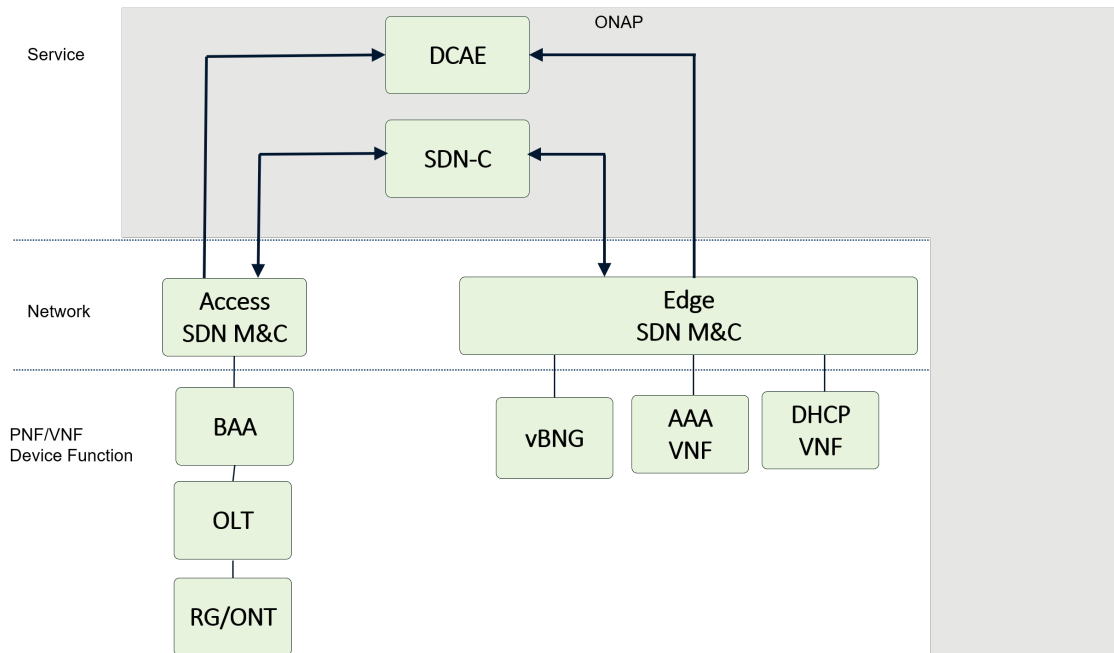 ONAP
Service
DCAE
SDN-C
Network
Access
SDN M&C
Edge
SDN M&C
PNF/VNF
Device Function
BAA
vBNG
AAA
VNF
DHCP
VNF
OLT
RG/ONT